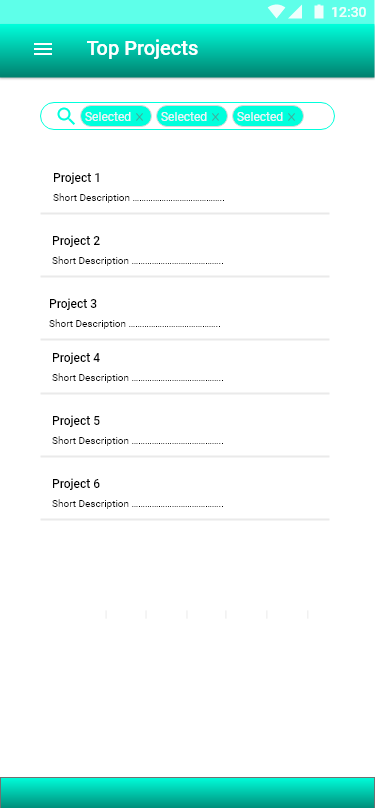 12:30
Top Projects
Selected × Selected × Selected ×
Project 1
Short Description ......................................
Project 2
Short Description ......................................
Project 3
Short Description ......................................
Project 4
Short Description ......................................
Project 5
Short Description ......................................
Project 6
Short Description ......................................